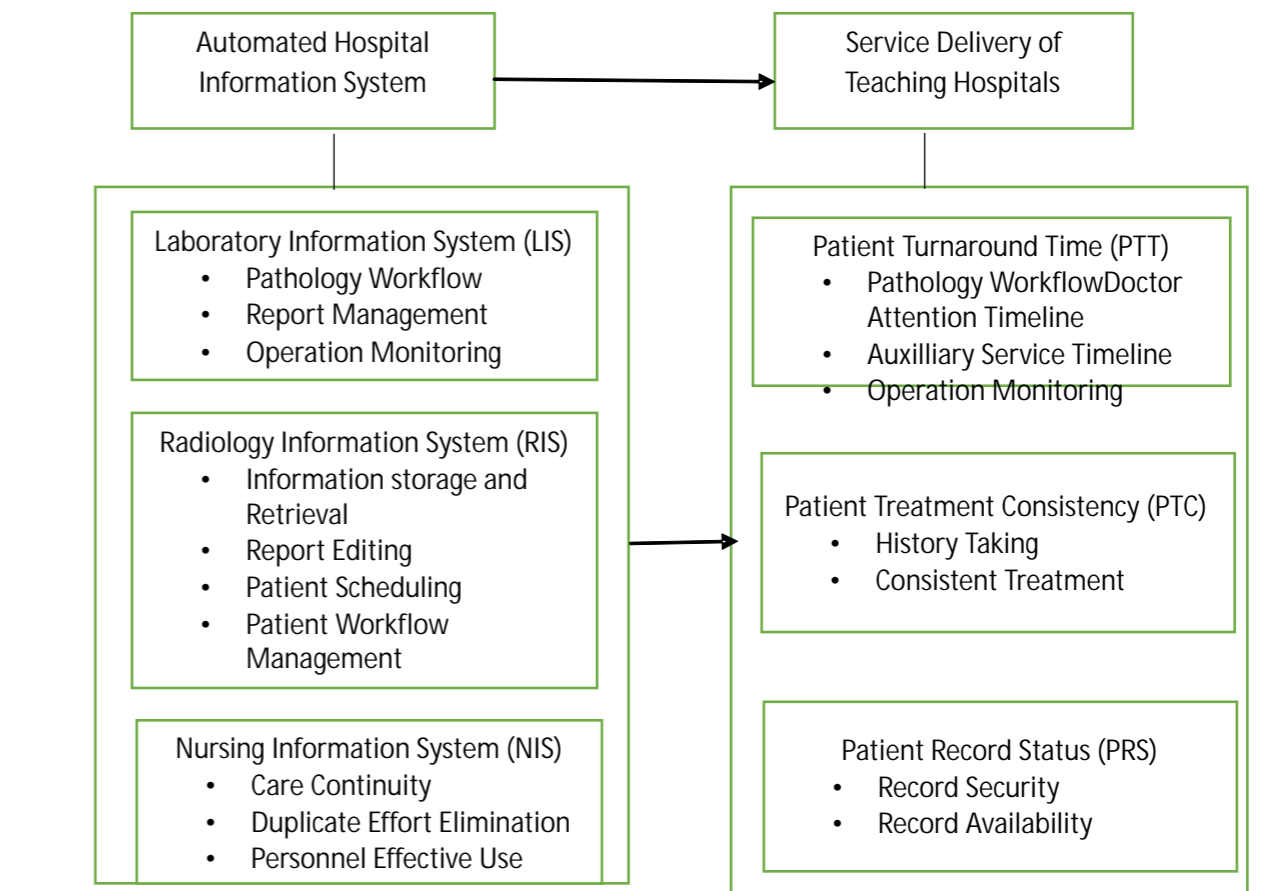 Automated Hospital
Information System
Service Delivery of
Teaching Hospitals
Laboratory Information System (LIS)
• Pathology Workflow
• Report Management
• Operation Monitoring
Radiology Information System (RIS)
• Information storage and
Retrieval
• Report Editing
• Patient Scheduling
• Patient Workflow
Management
Nursing Information System (NIS)
• Care Continuity
• Duplicate Effort Elimination
• Personnel Effective Use
Patient Turnaround Time (PTT)
• Pathology WorkflowDoctor
Attention Timeline
• Auxilliary Service Timeline
• Operation Monitoring
Patient Treatment Consistency (PTC)
• History Taking
• Consistent Treatment
Patient Record Status (PRS)
• Record Security
• Record Availability